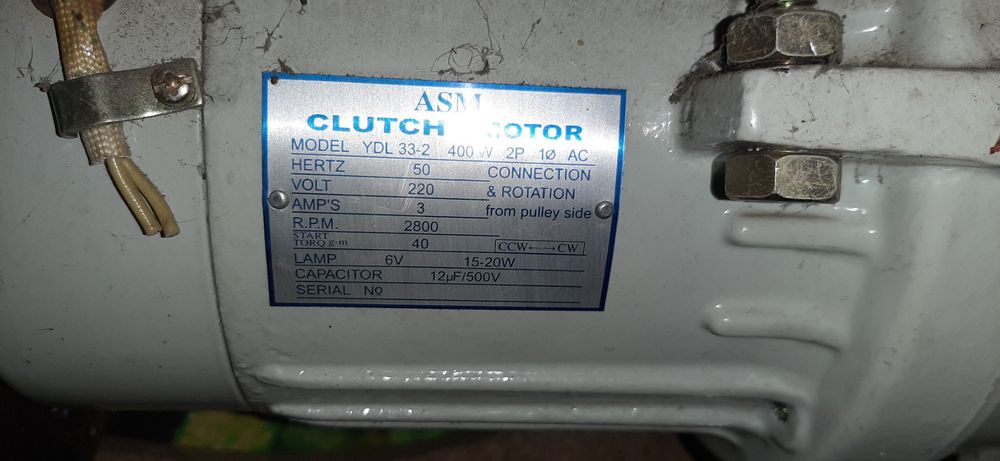 ASM
CLUTCH MOTOR
MODEL YDL 33-2 400 W 2P 1Ø AC
HERTZ 50 CONNECTION
VOLT 220 & ROTATION
AMP'S 3 from pulley side
R.P.M. 2800
START
TORQ g-m 40 CCW←→CW
LAMP 6V 15-20W
CAPACITOR 12µF/500V
SERIAL Nº